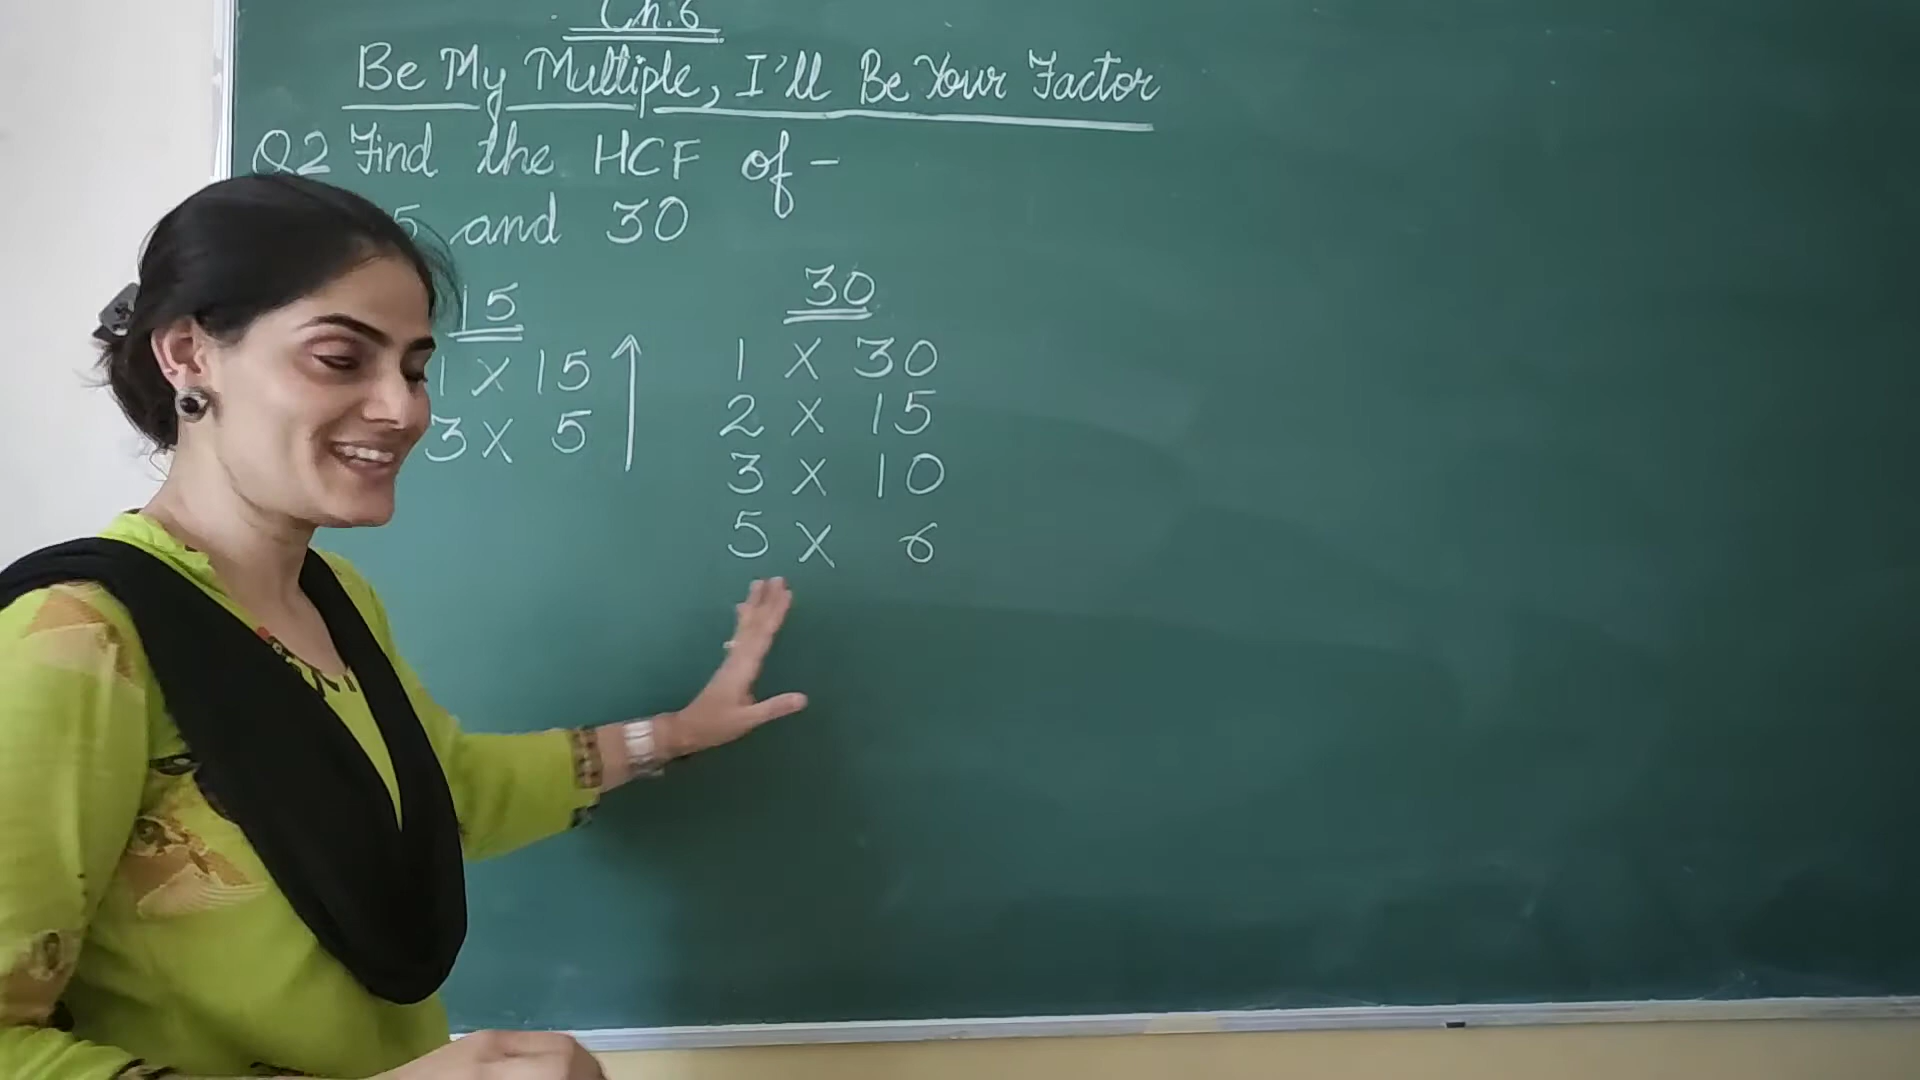 Ch.6
Be My Multiple, I'll Be Your Factor
Q2 Find the HCF of -
5 and 30
15
1 X 15
3 X 5
30
1 X 30
2 X 15
3 X 10
5 X 6